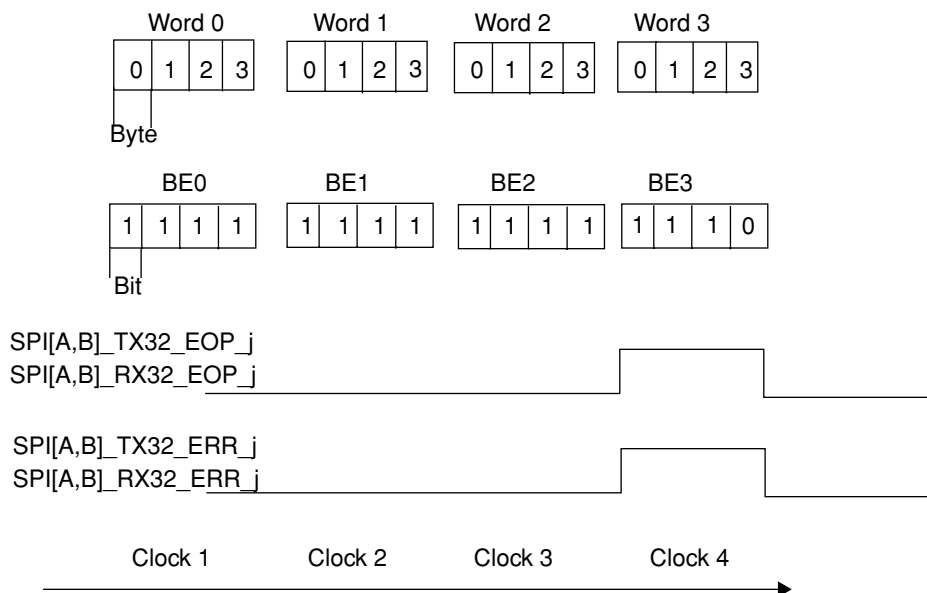 Word 0 Word 1 Word 2 Word 3
0 1 2 3 0 1 2 3 0 1 2 3 0 1 2 3
Byte
BE0 BE1 BE2 BE3
1 1 1 1 1 1 1 1 1 1 1 1 1 1 1 0
Bit
SPI[A,B]_TX32_EOP_j
SPI[A,B]_RX32_EOP_j
SPI[A,B]_TX32_ERR_j
SPI[A,B]_RX32_ERR_j
Clock 1 Clock 2 Clock 3 Clock 4